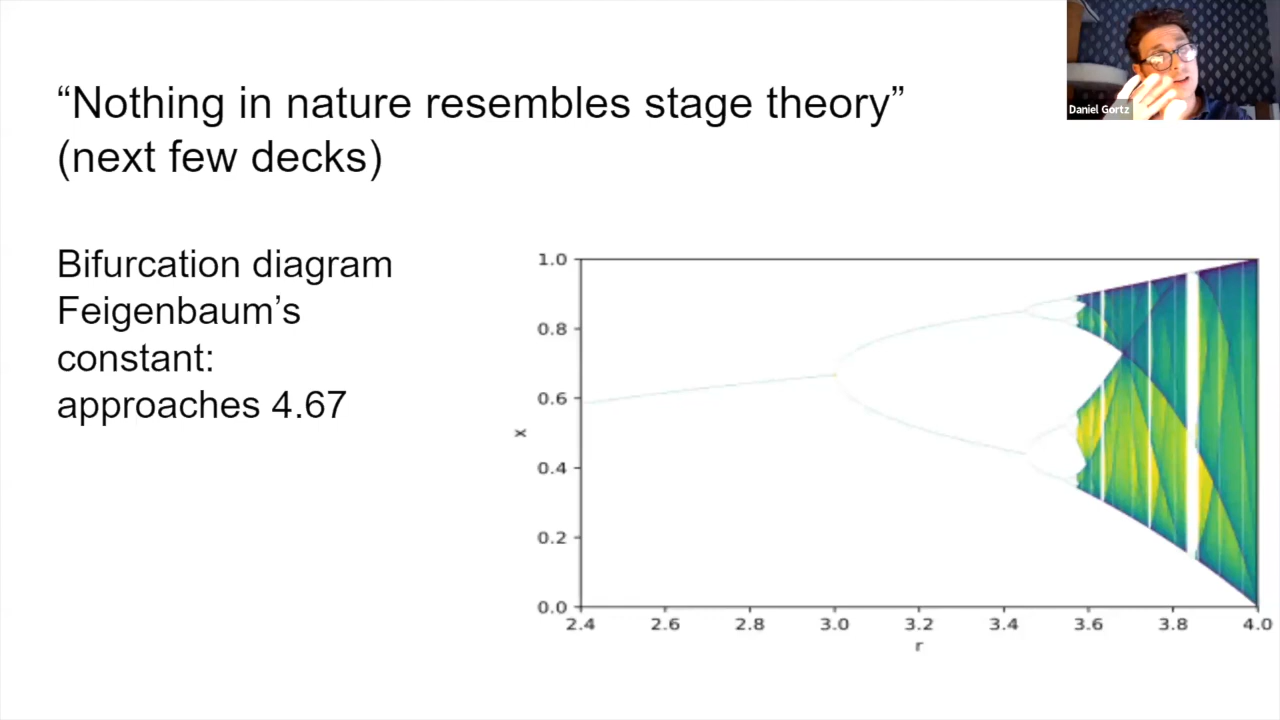 “Nothing in nature resembles stage theory”
(next few decks)
Daniel Gortz
Bifurcation diagram
Feigenbaum’s
constant:
approaches 4.67
1.0
0.8
0.6
0.4
0.2
0.0
x
2.4 2.6 2.8 3.0 3.2 3.4 3.6 3.8 4.0
r